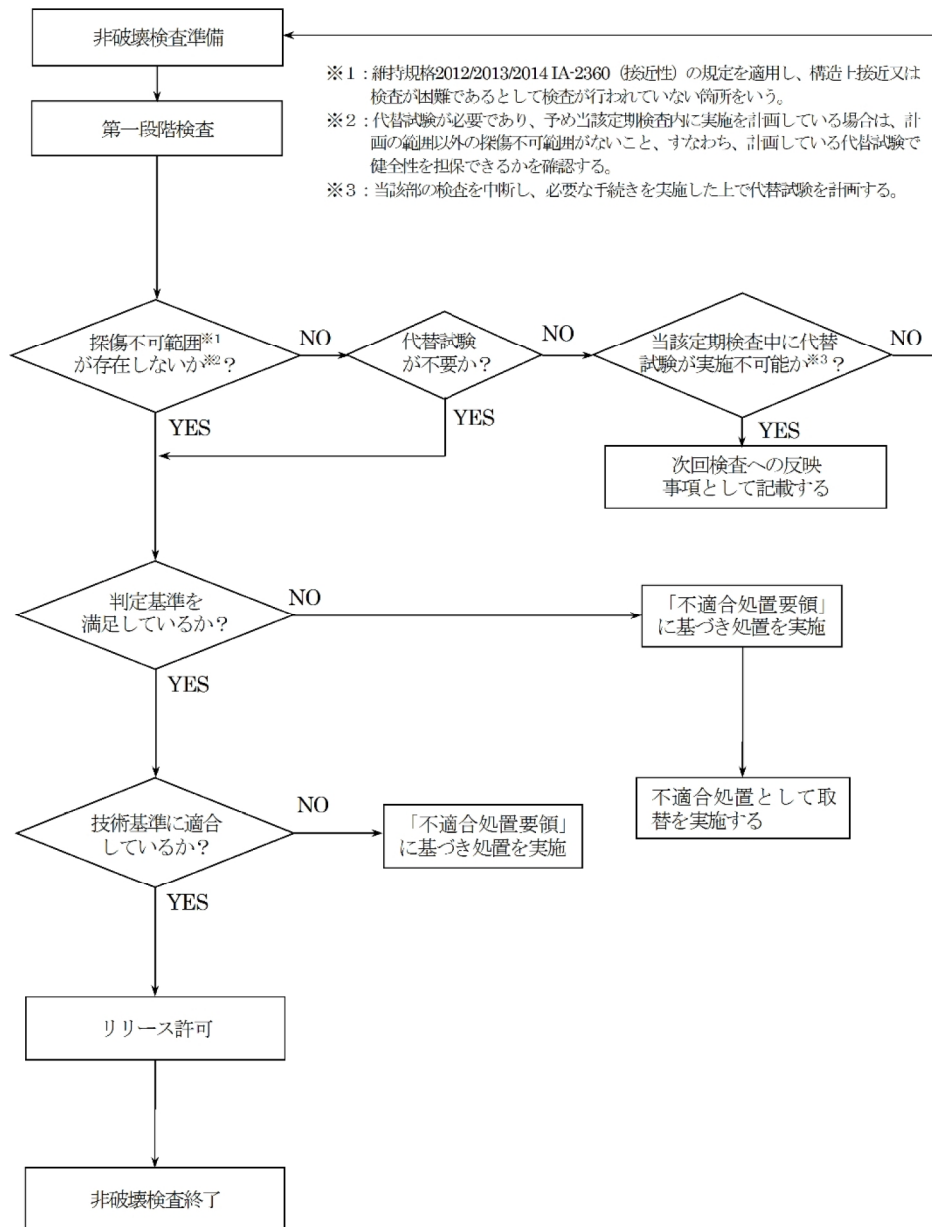 非破壊検査準備
※1：維持規格2012/2013/2014 IA-2360（接近性）の規定を適用し、構造上接近又は
検査が困難であるとして検査が行われていない箇所をいう。
※2：代替試験が必要であり、予め当該定期検査内に実施を計画している場合は、計
画の範囲以外の探傷不可範囲がないこと、すなわち、計画している代替試験で
健全性を担保できるかを確認する。
※3：当該部の検査を中断し、必要な手続きを実施した上で代替試験を計画する。
第一段階検査
探傷不可範囲※1
が存在しないか※2？
NO
代替試験
が不要か？
NO
当該定期検査中に代替
試験が実施不可能か※3？
NO
YES
YES
YES
次回検査への反映
事項として記載する
判定基準を
満足しているか？
NO
「不適合処置要領」
に基づき処置を実施
YES
不適合処置として取
替を実施する
技術基準に適合
しているか？
NO
「不適合処置要領」
に基づき処置を実施
YES
リリース許可
非破壊検査終了